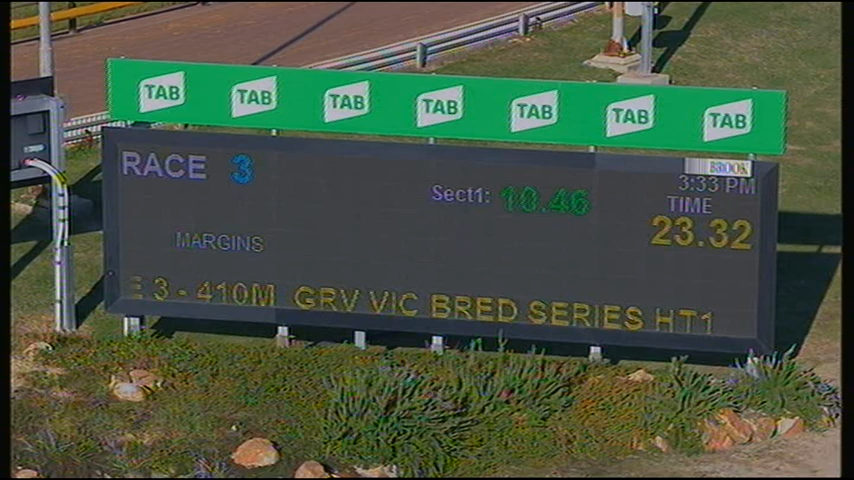 TAB TAB TAB TAB TAB TAB TAB
RACE 3
BROOK
3:33 PM
Sect1: 10.46
TIME
23.32
MARGINS
E 3 - 410M GRV VIC BRED SERIES HT1